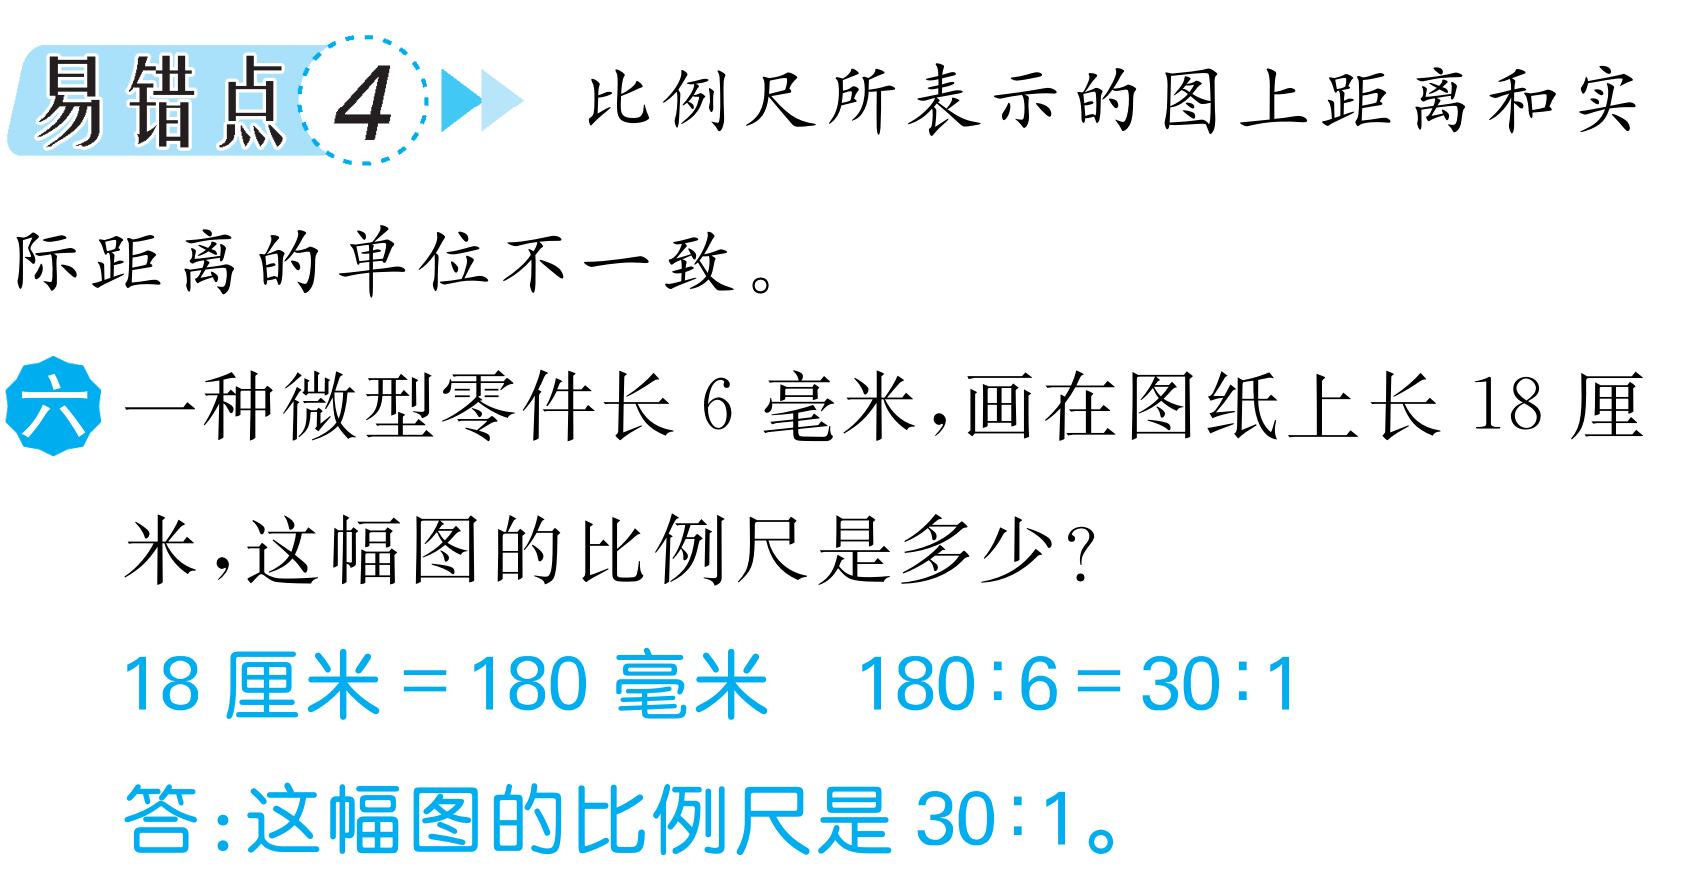 易错点4 比例尺所表示的图上距离和实
际距离的单位不一致。
六 一种微型零件长 6 毫米,画在图纸上长 18 厘
米,这幅图的比例尺是多少?
18 厘米=180 毫米 180∶6=30∶1
答:这幅图的比例尺是 30∶1。